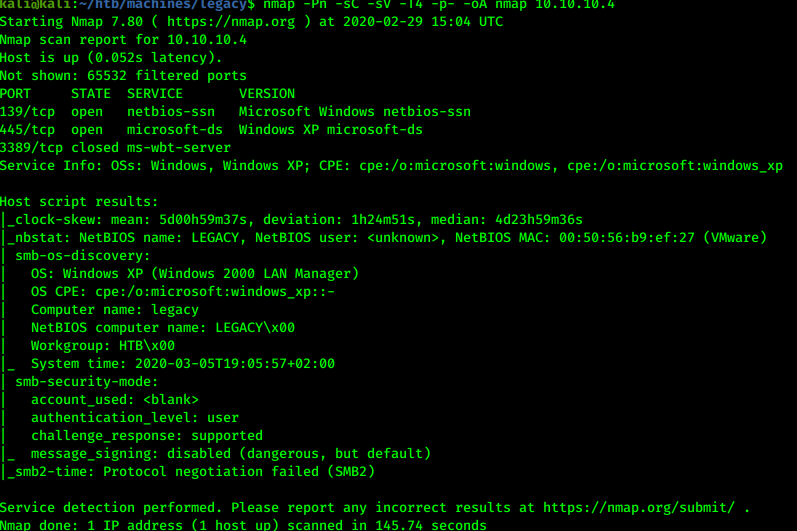 kali@kali:~/htb/machines/legacy$ nmap -Pn -sC -sV -T4 -p- -oA nmap 10.10.10.4
Starting Nmap 7.80 ( https://nmap.org ) at 2020-02-29 15:04 UTC
Nmap scan report for 10.10.10.4
Host is up (0.052s latency).
Not shown: 65532 filtered ports
PORT     STATE  SERVICE       VERSION
139/tcp  open   netbios-ssn   Microsoft Windows netbios-ssn
445/tcp  open   microsoft-ds  Windows XP microsoft-ds
3389/tcp closed ms-wbt-server
Service Info: OSs: Windows, Windows XP; CPE: cpe:/o:microsoft:windows, cpe:/o:microsoft:windows_xp

Host script results:
|_clock-skew: mean: 5d00h59m37s, deviation: 1h24m51s, median: 4d23h59m36s
|_nbstat: NetBIOS name: LEGACY, NetBIOS user: <unknown>, NetBIOS MAC: 00:50:56:b9:ef:27 (VMware)
| smb-os-discovery:
|   OS: Windows XP (Windows 2000 LAN Manager)
|   OS CPE: cpe:/o:microsoft:windows_xp::-
|   Computer name: legacy
|   NetBIOS computer name: LEGACY\x00
|   Workgroup: HTB\x00
|_  System time: 2020-03-05T19:05:57+02:00
| smb-security-mode:
|   account_used: <blank>
|   authentication_level: user
|   challenge_response: supported
|_  message_signing: disabled (dangerous, but default)
|_smb2-time: Protocol negotiation failed (SMB2)

Service detection performed. Please report any incorrect results at https://nmap.org/submit/ .
Nmap done: 1 IP address (1 host up) scanned in 145.74 seconds